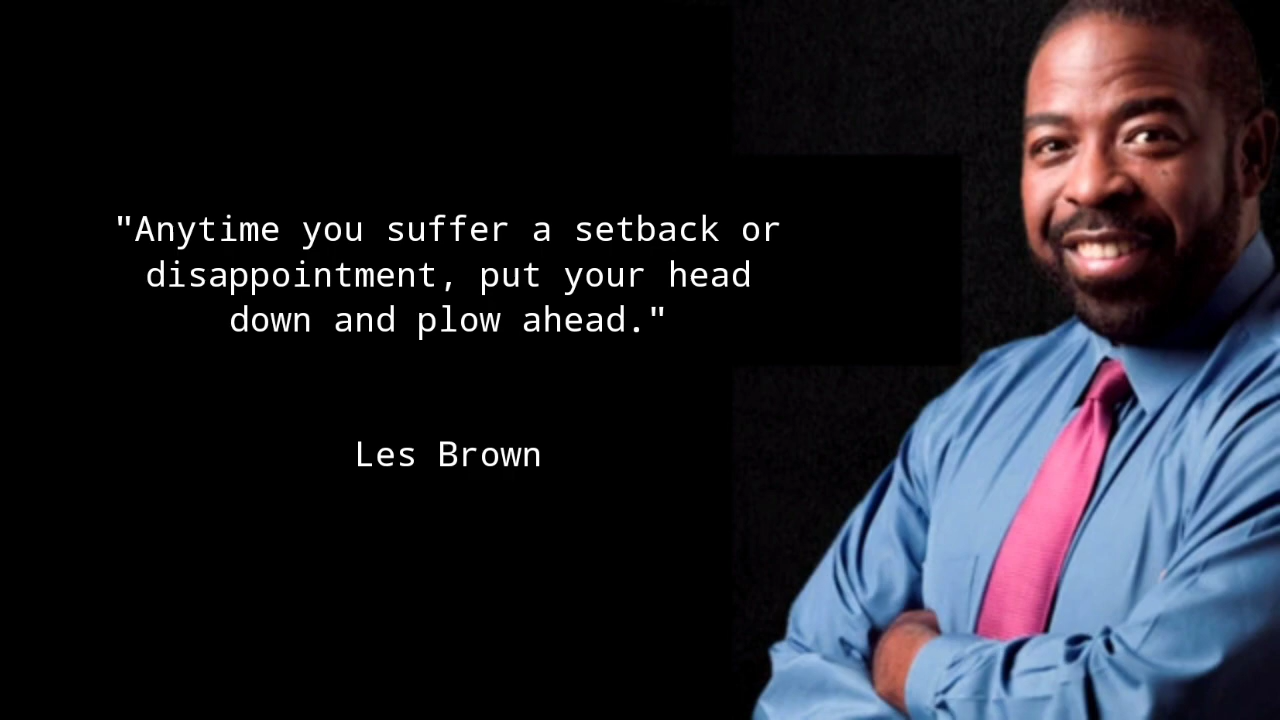 "Anytime you suffer a setback or
disappointment, put your head
down and plow ahead."
Les Brown